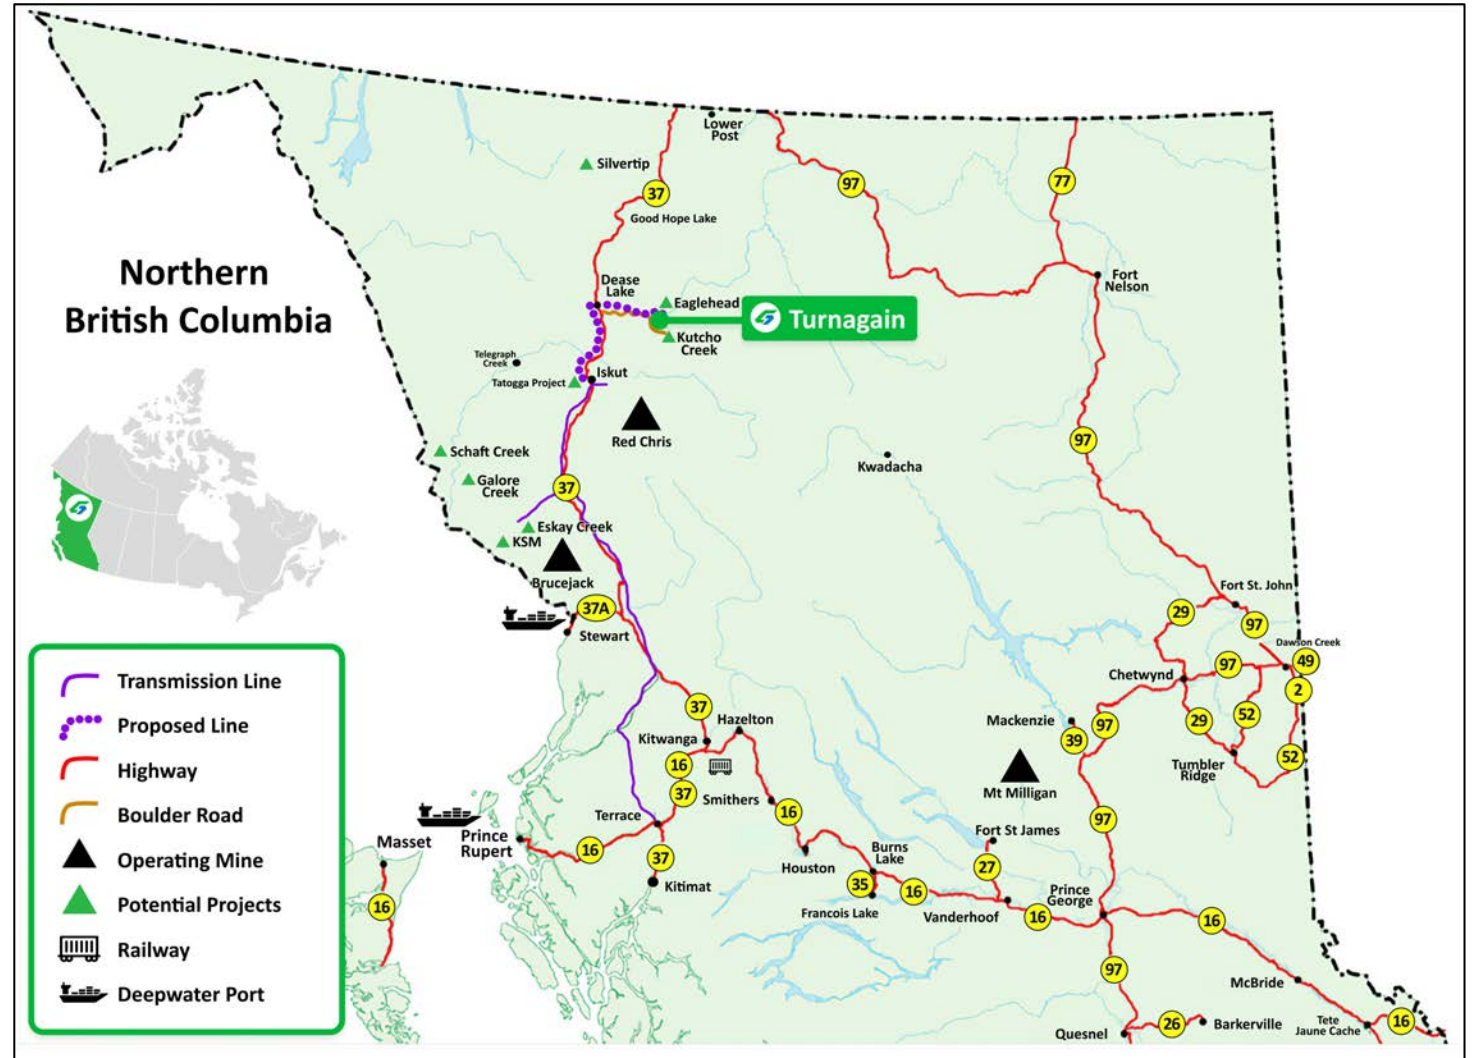 Northern
British Columbia
Lower
Post
Silvertip
37
97
77
Good Hope Lake
Fort
Nelson
Dease
Lake
Eaglehead
Turnagain
Kutcho
Creek
Telegraph
Creek
Iskut
Tatogga Project
Red Chris
97
Schaft Creek
Kwadacha
Galore
Creek
37
Eskay Creek
KSM
Brucejack
Fort St. John
37A
29
97
Stewart
Dawson Creek
97
49
Chetwynd
2
37
52
29
Hazelton
Mackenzie
97
Kitwanga
39
52
16
Tumbler
Ridge
37
Mt Milligan
Smithers
16
Terrace
97
Prince
Rupert
Fort St James
Masset
16
Burns
Lake
37
Houston
27
Kitimat
35
16
Prince
George
Francois Lake
Vanderhoof
16
16
16
97
McBride
Quesnel
26
Barkerville
Tete
Jaune Cache
16
Transmission Line
Proposed Line
Highway
Boulder Road
Operating Mine
Potential Projects
Railway
Deepwater Port